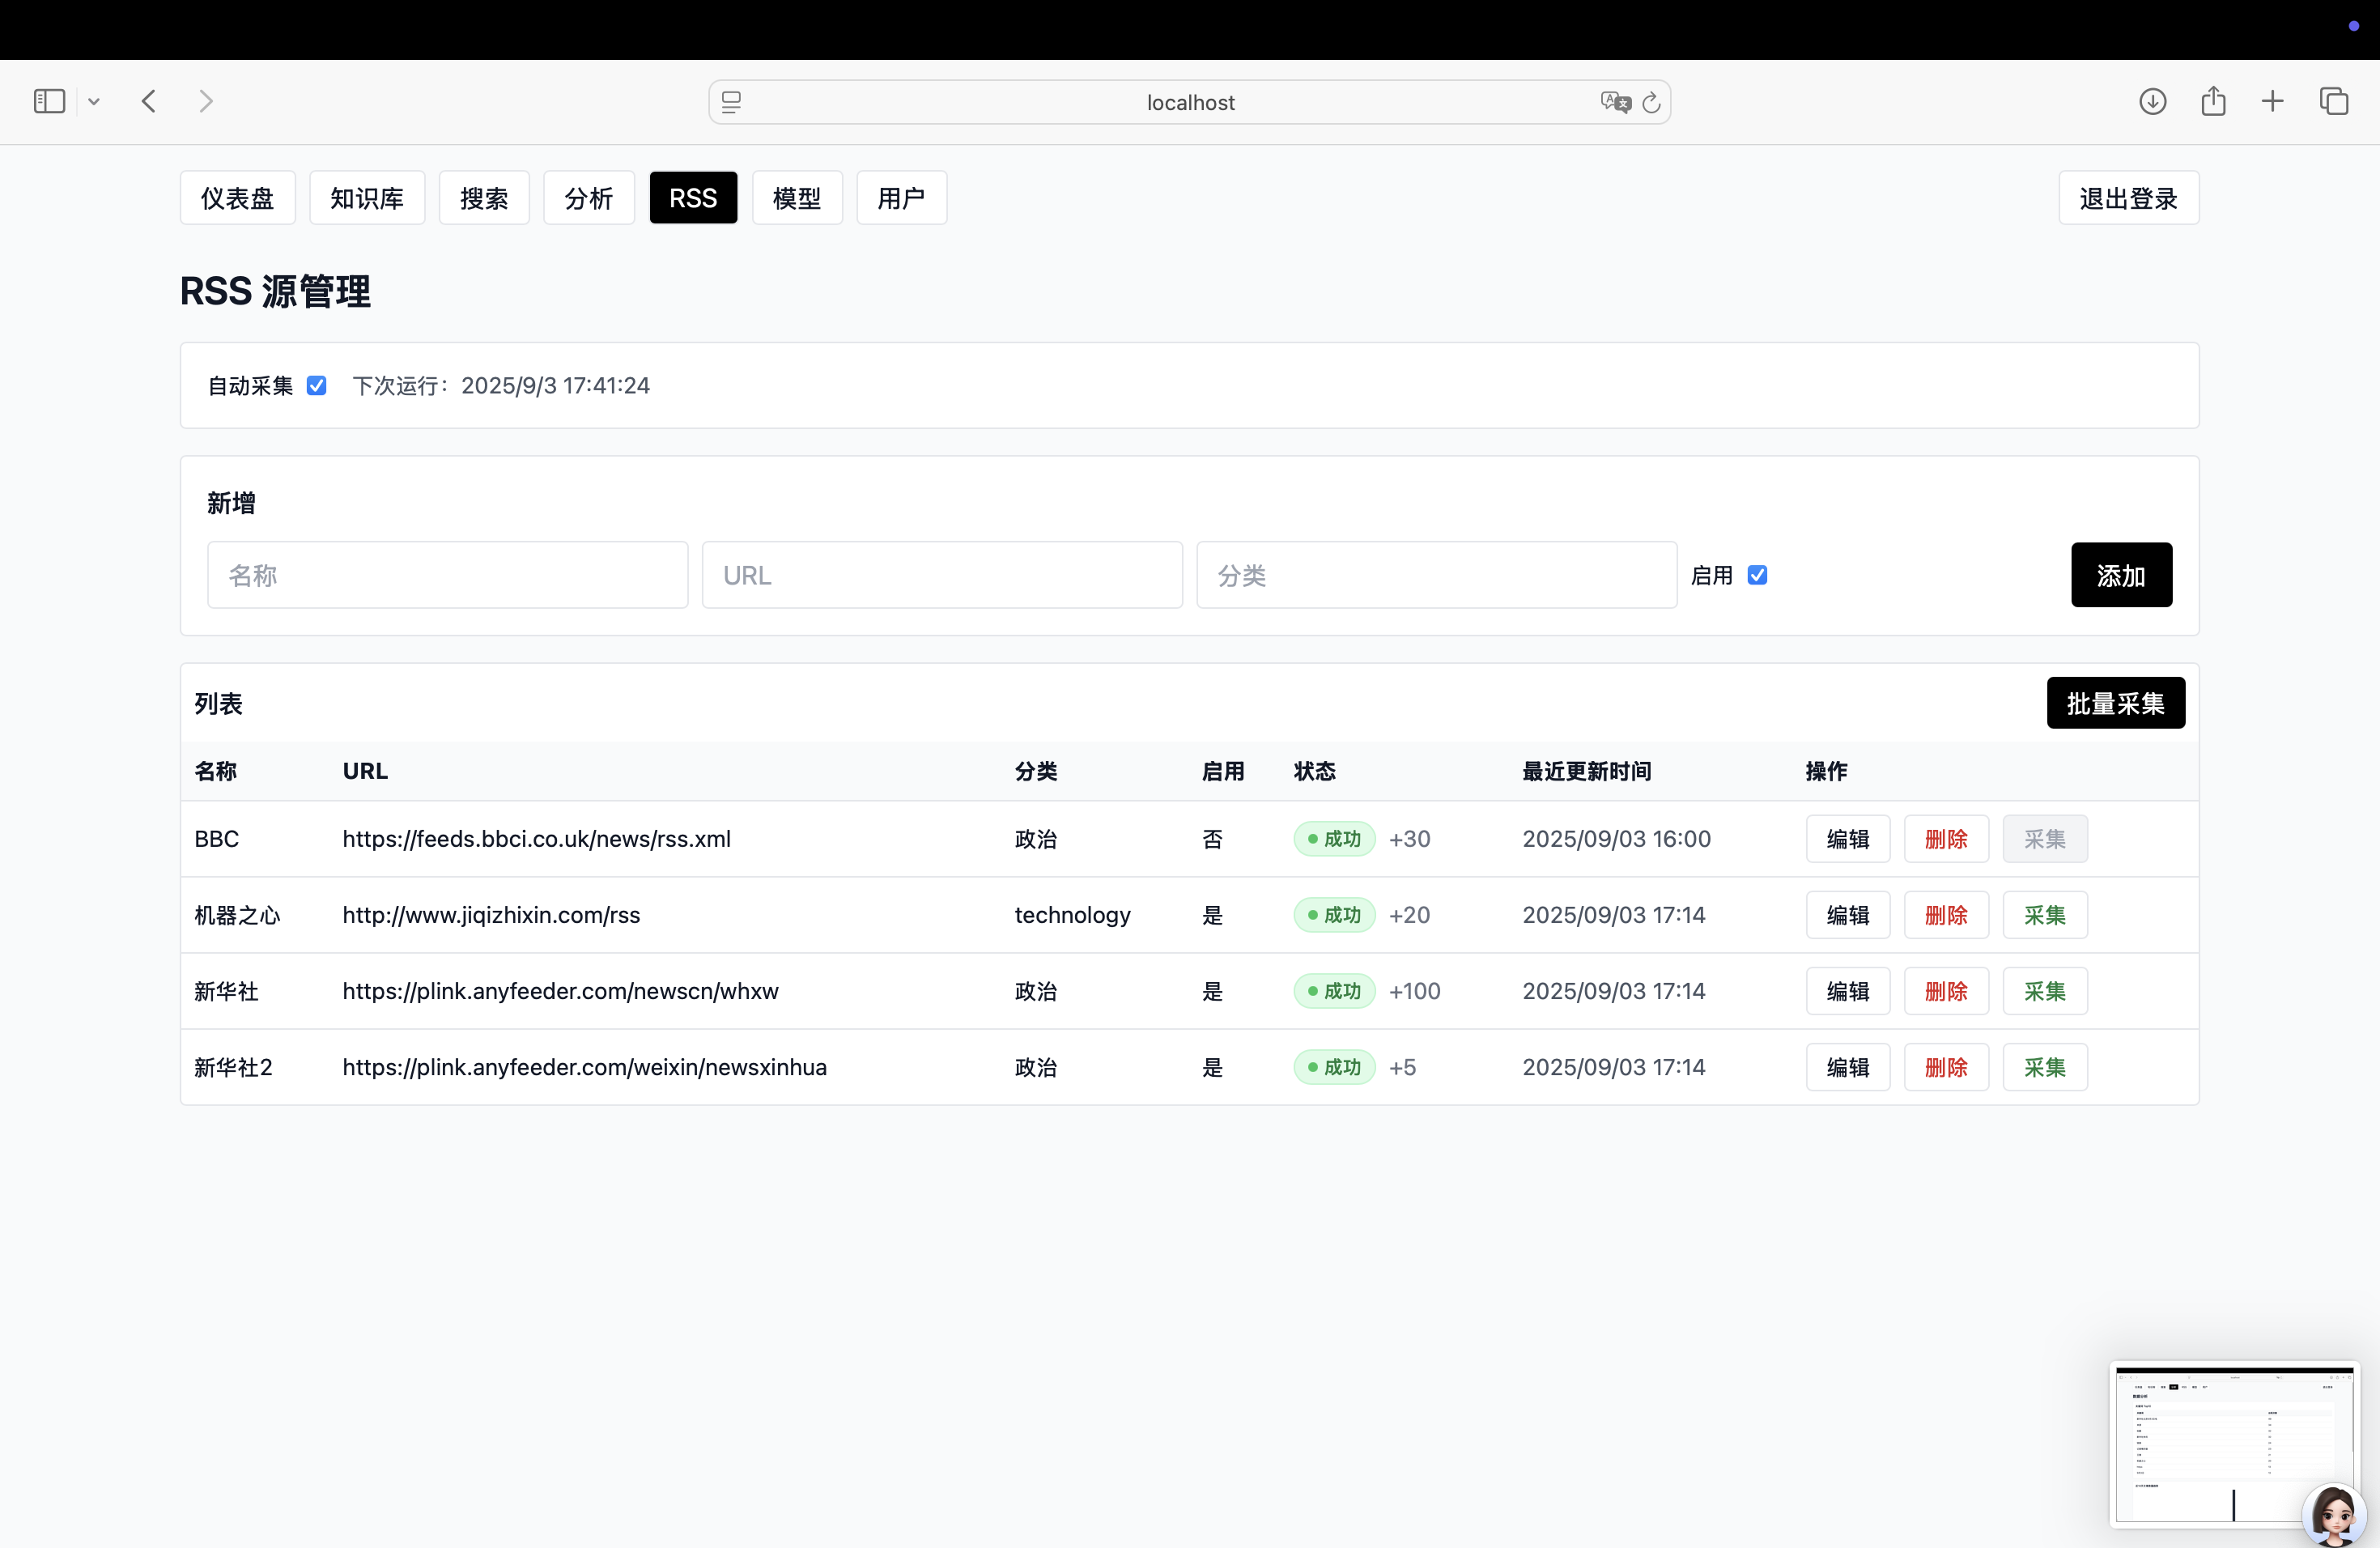 localhost
仪表盘 知识库 搜索 分析 RSS 模型 用户 退出登录
RSS 源管理
自动采集 下次运行：2025/9/3 17:41:24
新增
名称 URL 分类 启用 添加
列表 批量采集
名称 URL 分类 启用 状态 最近更新时间 操作
BBC https://feeds.bbci.co.uk/news/rss.xml 政治 否 成功 +30 2025/09/03 16:00 编辑 删除 采集
机器之心 http://www.jiqizhixin.com/rss technology 是 成功 +20 2025/09/03 17:14 编辑 删除 采集
新华社 https://plink.anyfeeder.com/newscn/whxw 政治 是 成功 +100 2025/09/03 17:14 编辑 删除 采集
新华社2 https://plink.anyfeeder.com/weixin/newsxinhua 政治 是 成功 +5 2025/09/03 17:14 编辑 删除 采集